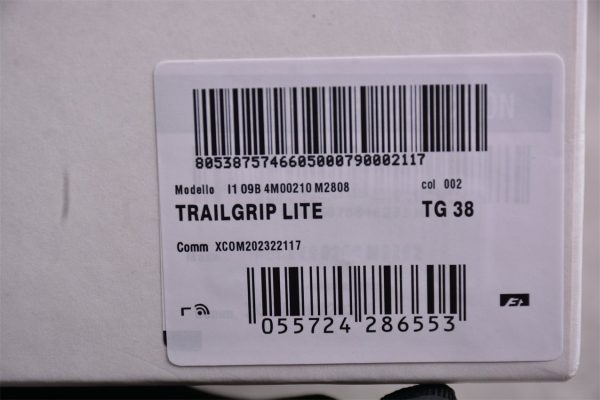 8053875746605000790002117
Modello I1 09B 4M00210 M2808 col 002
TRAILGRIP LITE TG 38
Comm XCOM202322117
055724 286553